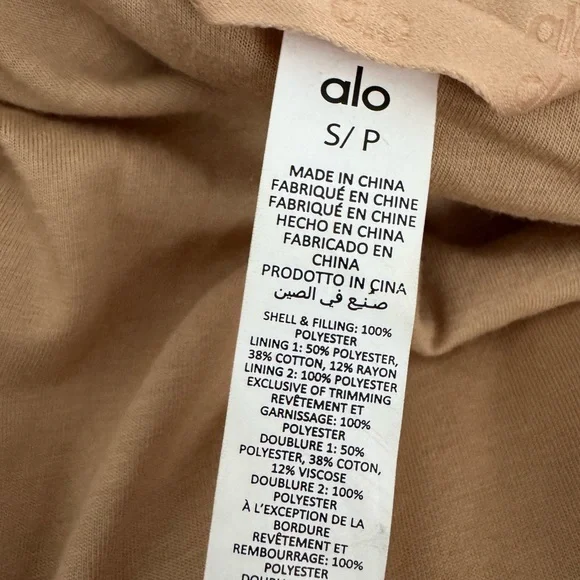 alo
S/ P
MADE IN CHINA
FABRIQUÉ EN CHINE
FABRIQUÉ EN CHINE
HECHO EN CHINA
FABRICADO EN
CHINA
PRODOTTO IN CINA
صُنِع في الصين
SHELL & FILLING: 100%
POLYESTER
LINING 1: 50% POLYESTER,
38% COTTON, 12% RAYON
LINING 2: 100% POLYESTER
EXCLUSIVE OF TRIMMING
REVÊTEMENT ET
GARNISSAGE: 100%
POLYESTER
DOUBLURE 1: 50%
POLYESTER, 38% COTON,
12% VISCOSE
DOUBLURE 2: 100%
POLYESTER
À L'EXCEPTION DE LA
BORDURE
REVÊTEMENT ET
REMBOURRAGE: 100%
POLYESTER
alo